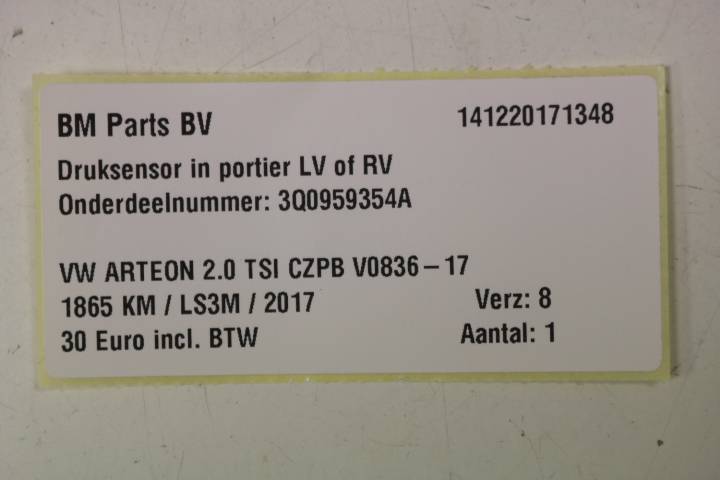 BM Parts BV 141220171348
Druksensor in portier LV of RV
Onderdeelnummer: 3Q0959354A
VW ARTEON 2.0 TSI CZPB V0836-17
1865 KM / LS3M / 2017 Verz: 8
30 Euro incl. BTW Aantal: 1